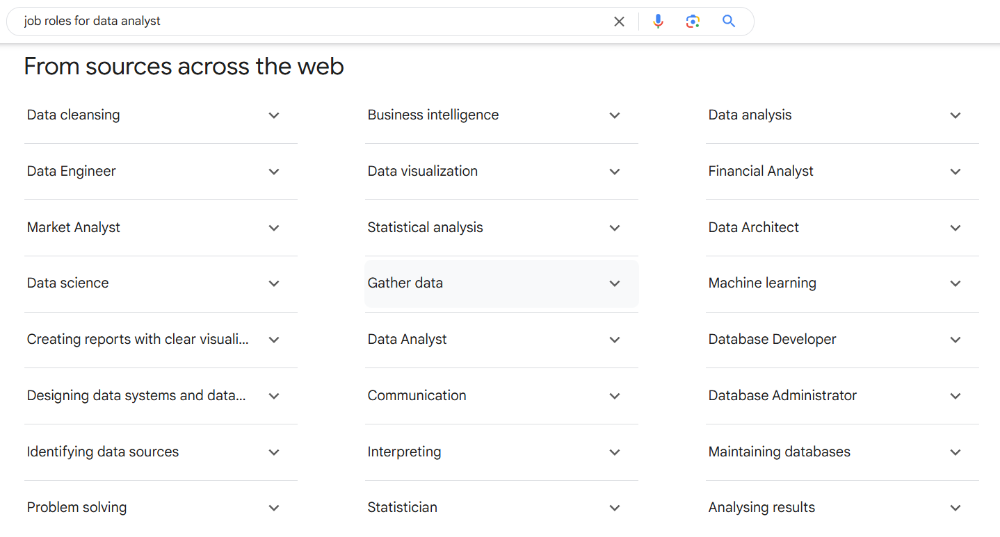 job roles for data analyst
From sources across the web
Data cleansing
Business intelligence
Data analysis
Data Engineer
Data visualization
Financial Analyst
Market Analyst
Statistical analysis
Data Architect
Data science
Gather data
Machine learning
Creating reports with clear visuali...
Data Analyst
Database Developer
Designing data systems and data...
Communication
Database Administrator
Identifying data sources
Interpreting
Maintaining databases
Problem solving
Statistician
Analysing results